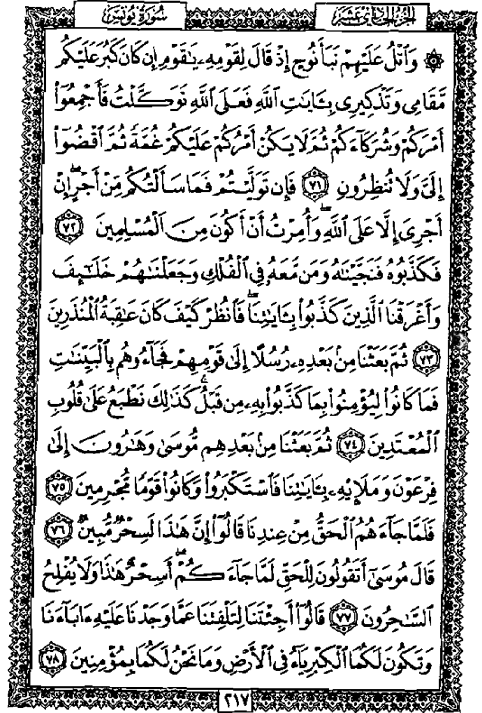 سُورَةُ يُونُسَ
الجزء الحادي عشر
۞ وَٱتْلُ عَلَيْهِمْ نَبَأَ نُوحٍ إِذْ قَالَ لِقَوْمِهِۦ يَٰقَوْمِ إِن كَانَ كَبُرَ عَلَيْكُم
مَّقَامِى وَتَذْكِيرِى بِـَٔايَٰتِ ٱللَّهِ فَعَلَى ٱللَّهِ تَوَكَّلْتُ فَأَجْمِعُوٓا۟
أَمْرَكُمْ وَشُرَكَآءَكُمْ ثُمَّ لَا يَكُنْ أَمْرُكُمْ عَلَيْكُمْ غُمَّةً ثُمَّ ٱقْضُوٓا۟
إِلَىَّ وَلَا تُنظِرُونِ ﴿٧١﴾ فَإِن تَوَلَّيْتُمْ فَمَا سَأَلْتُكُم مِّنْ أَجْرٍ ۖ إِنْ
أَجْرِىَ إِلَّا عَلَى ٱللَّهِ ۖ وَأُمِرْتُ أَنْ أَكُونَ مِنَ ٱلْمُسْلِمِينَ ﴿٧٢﴾
فَكَذَّبُوهُ فَنَجَّيْنَٰهُ وَمَن مَّعَهُۥ فِى ٱلْفُلْكِ وَجَعَلْنَٰهُمْ خَلَٰٓئِفَ
وَأَغْرَقْنَا ٱلَّذِينَ كَذَّبُوا۟ بِـَٔايَٰتِنَا ۖ فَٱنظُرْ كَيْفَ كَانَ عَٰقِبَةُ ٱلْمُنذَرِينَ
﴿٧٣﴾ ثُمَّ بَعَثْنَا مِنۢ بَعْدِهِۦ رُسُلًا إِلَىٰ قَوْمِهِمْ فَجَآءُوهُم بِٱلْبَيِّنَٰتِ
فَمَا كَانُوا۟ لِيُؤْمِنُوا۟ بِمَا كَذَّبُوا۟ بِهِۦ مِن قَبْلُ ۚ كَذَٰلِكَ نَطْبَعُ عَلَىٰ قُلُوبِ
ٱلْمُعْتَدِينَ ﴿٧٤﴾ ثُمَّ بَعَثْنَا مِنۢ بَعْدِهِم مُّوسَىٰ وَهَٰرُونَ إِلَىٰ
فِرْعَوْنَ وَمَلَإِيْهِۦ بِـَٔايَٰتِنَا فَٱسْتَكْبَرُوا۟ وَكَانُوا۟ قَوْمًا مُّجْرِمِينَ ﴿٧٥﴾
فَلَمَّا جَآءَهُمُ ٱلْحَقُّ مِنْ عِندِنَا قَالُوٓا۟ إِنَّ هَٰذَا لَسِحْرٌ مُّبِينٌ ﴿٧٦﴾
قَالَ مُوسَىٰٓ أَتَقُولُونَ لِلْحَقِّ لَمَّا جَآءَكُمْ ۖ أَسِحْرٌ هَٰذَا وَلَا يُفْلِحُ
ٱلسَّٰحِرُونَ ﴿٧٧﴾ قَالُوٓا۟ أَجِئْتَنَا لِتَلْفِتَنَا عَمَّا وَجَدْنَا عَلَيْهِ ءَابَآءَنَا
وَتَكُونَ لَكُمَا ٱلْكِبْرِيَآءُ فِى ٱلْأَرْضِ وَمَا نَحْنُ لَكُمَا بِمُؤْمِنِينَ ﴿٧٨﴾
٢١٧